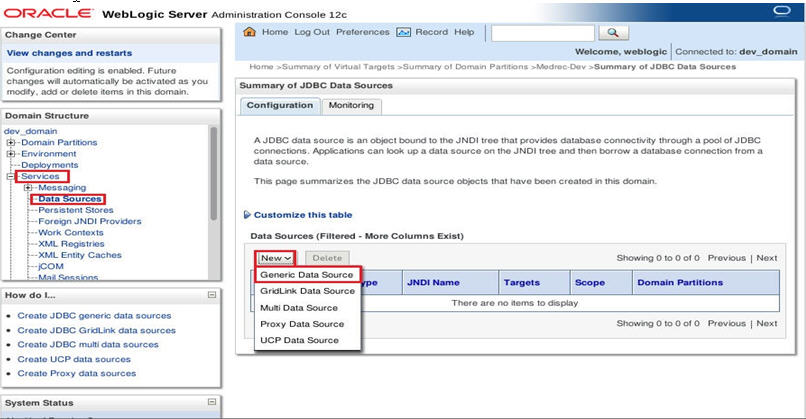 ORACLE WebLogic Server Administration Console 12c
Change Center
View changes and restarts
Configuration editing is enabled. Future
changes will automatically be activated as you
modify, add or delete items in this domain.
Domain Structure
dev_domain
Domain Partitions
Environment
Deployments
Services
Messaging
Data Sources
Persistent Stores
Foreign JNDI Providers
Work Contexts
XML Registries
XML Entity Caches
jCOM
Mail Sessions
How do I...
Create JDBC generic data sources
Create JDBC GridLink data sources
Create JDBC multi data sources
Create UCP data sources
Create Proxy data sources
System Status
Home Log Out Preferences Record Help
Welcome, weblogic Connected to: dev_domain
Home >Summary of Virtual Targets >Summary of Domain Partitions >Medrec-Dev >Summary of JDBC Data Sources
Summary of JDBC Data Sources
Configuration Monitoring
A JDBC data source is an object bound to the JNDI tree that provides database connectivity through a pool of JDBC
connections. Applications can look up a data source on the JNDI tree and then borrow a database connection from a
data source.
This page summarizes the JDBC data source objects that have been created in this domain.
Customize this table
Data Sources (Filtered - More Columns Exist)
New Delete Showing 0 to 0 of 0 Previous | Next
Generic Data Source
GridLink Data Source
Multi Data Source
Proxy Data Source
UCP Data Source
ype JNDI Name Targets Scope Domain Partitions
There are no items to display
Showing 0 to 0 of 0 Previous | Next